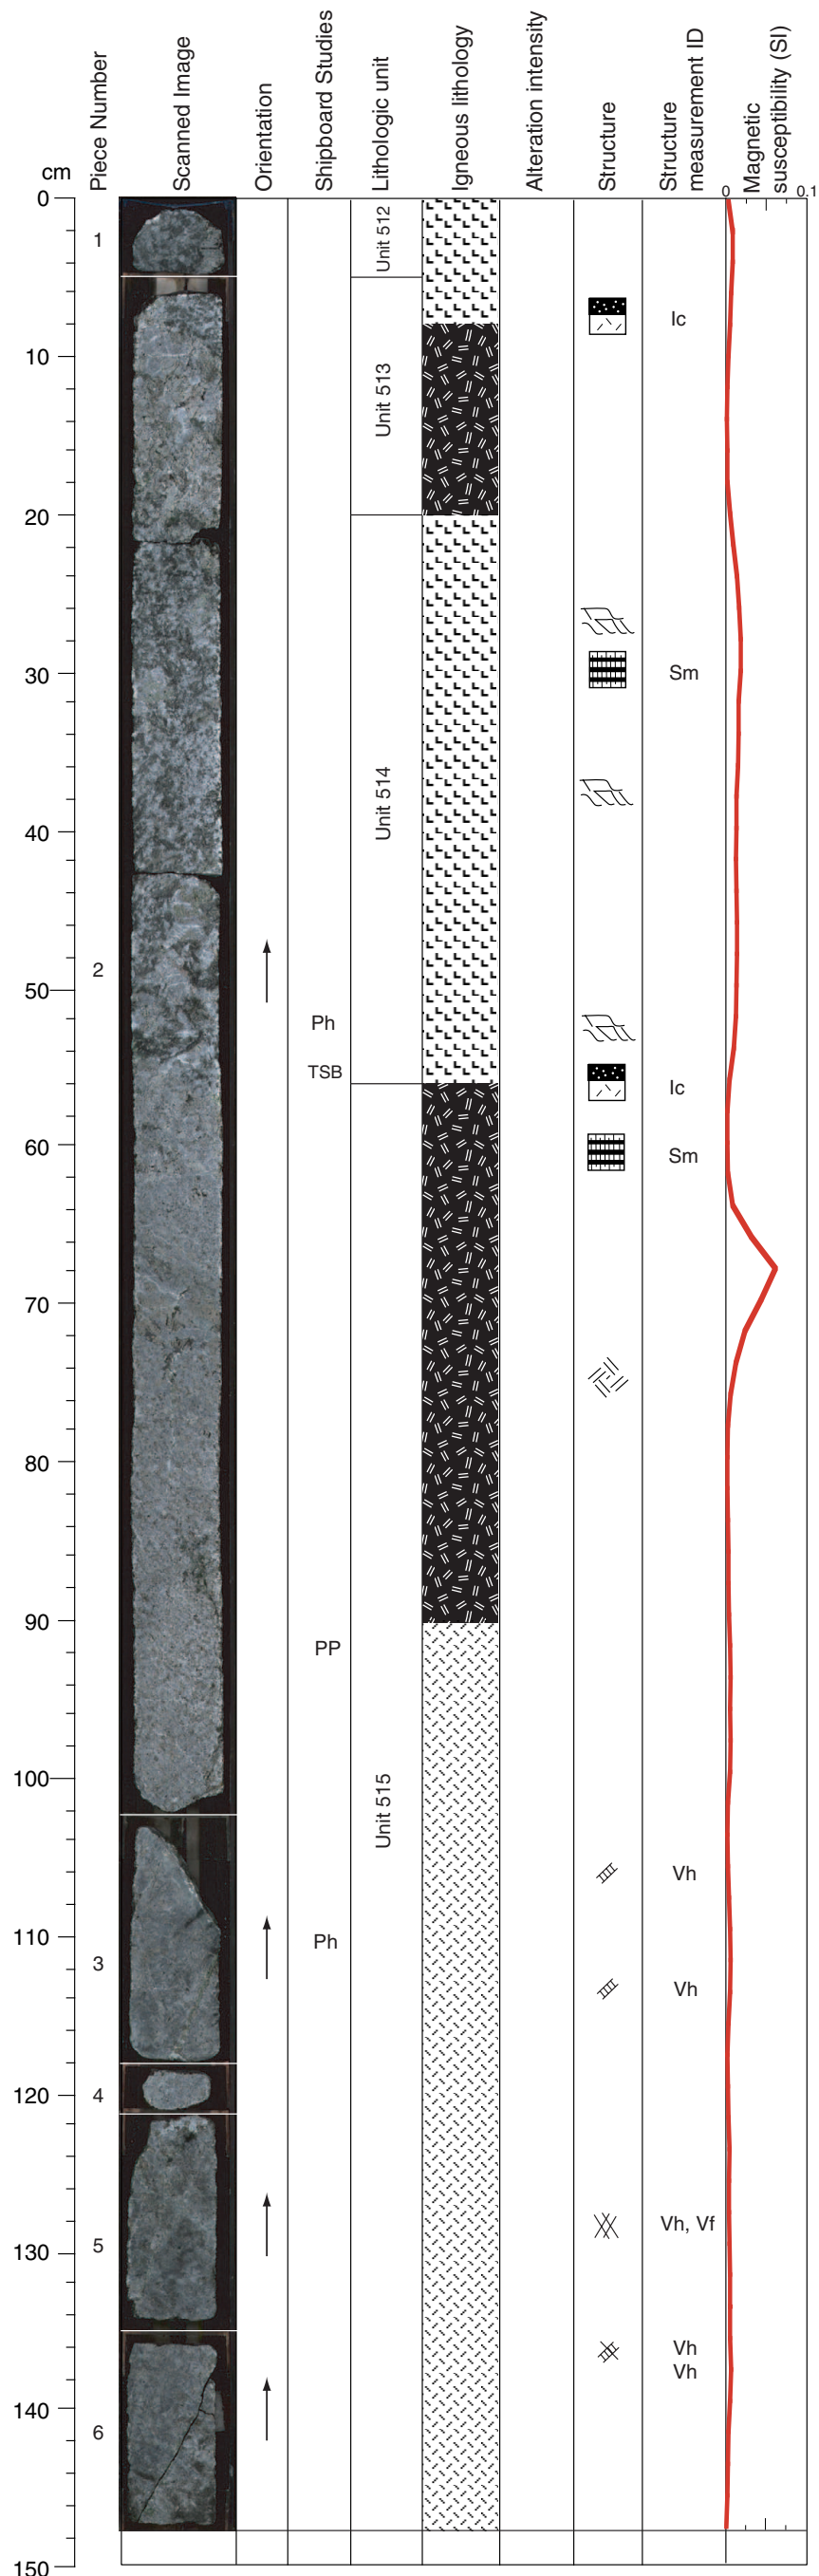 cm
Piece Number
Scanned Image
Orientation
Shipboard Studies
Lithologic unit
Igneous lithology
Alteration intensity
Structure
Structure
measurement ID
Magnetic
susceptibility (SI)
0 0.1
0
Unit 512
1
Ic
10
Unit 513
20
30
Sm
Unit 514
40
2
50
Ph
TSB
Ic
60
Sm
70
80
90
PP
100
Unit 515
Vh
110
Ph
3
Vh
120
4
Vh, Vf
130
5
Vh
Vh
140
6
150